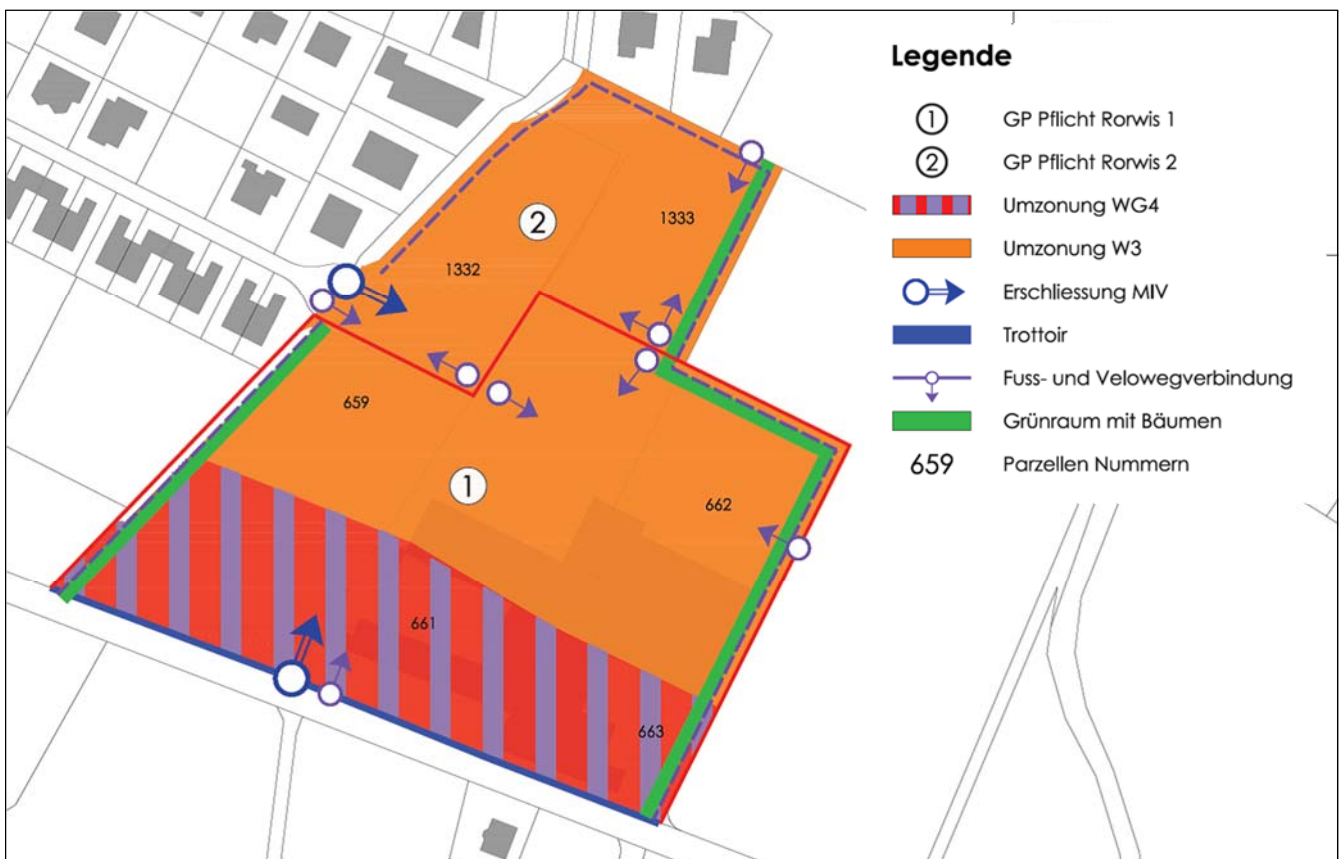 Legende
1 GP Pflicht Rorwis 1
2 GP Pflicht Rorwis 2
Umzonung WG4
Umzonung W3
Erschliessung MIV
Trottoir
Fuss- und Velowegverbindung
Grünraum mit Bäumen
659 Parzellen Nummern
2
1333
1332
659
1
662
661
663